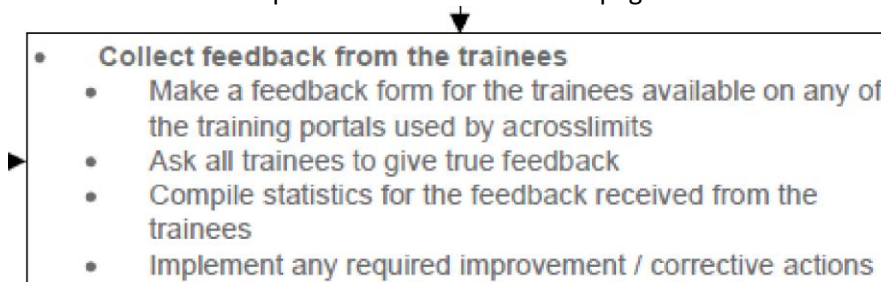 • Collect feedback from the trainees
• Make a feedback form for the trainees available on any of
the training portals used by acrosslimits
• Ask all trainees to give true feedback
• Compile statistics for the feedback received from the
trainees
• Implement any required improvement / corrective actions